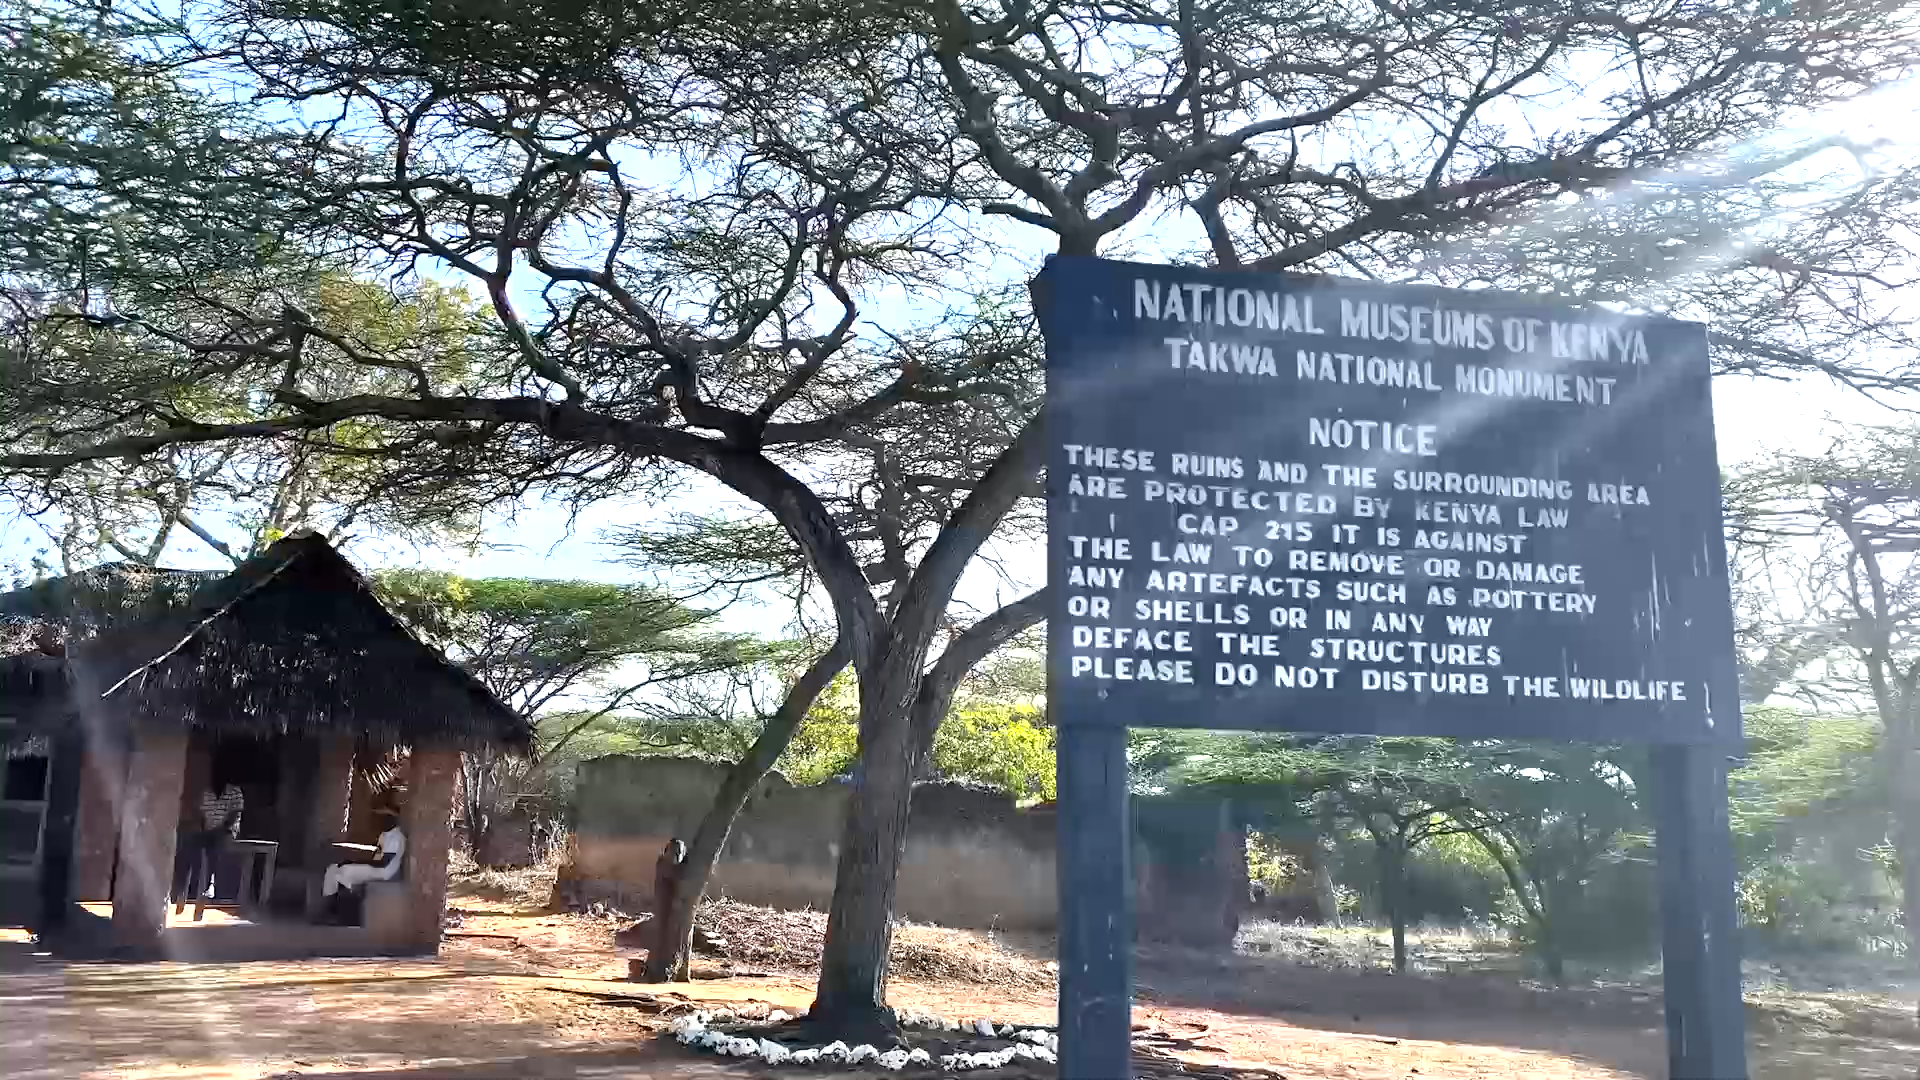 NATIONAL MUSEUMS OF KENYA
TAKWA NATIONAL MONUMENT
NOTICE
THESE RUINS AND THE SURROUNDING AREA
ARE PROTECTED BY KENYA LAW
CAP 215 IT IS AGAINST
THE LAW TO REMOVE OR DAMAGE
ANY ARTEFACTS SUCH AS POTTERY
OR SHELLS OR IN ANY WAY
DEFACE THE STRUCTURES
PLEASE DO NOT DISTURB THE WILDLIFE